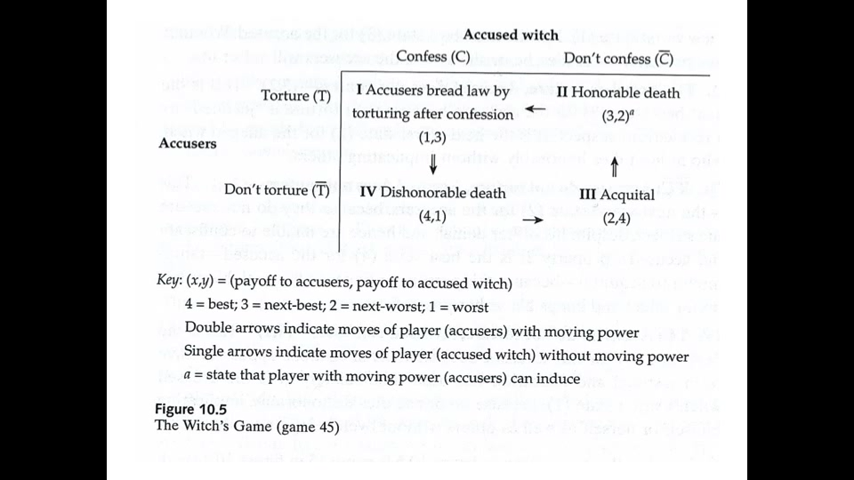 Accused witch
Confess (C) Don't confess (C̅)
Torture (T) I Accusers bread law by II Honorable death
torturing after confession (3,2)ᵃ
(1,3)
Accusers
Don't torture (T̅) IV Dishonorable death III Acquital
(4,1) (2,4)
Key: (x,y) = (payoff to accusers, payoff to accused witch)
4 = best; 3 = next-best; 2 = next-worst; 1 = worst
Double arrows indicate moves of player (accusers) with moving power
Single arrows indicate moves of player (accused witch) without moving power
a = state that player with moving power (accusers) can induce
Figure 10.5
The Witch's Game (game 45)